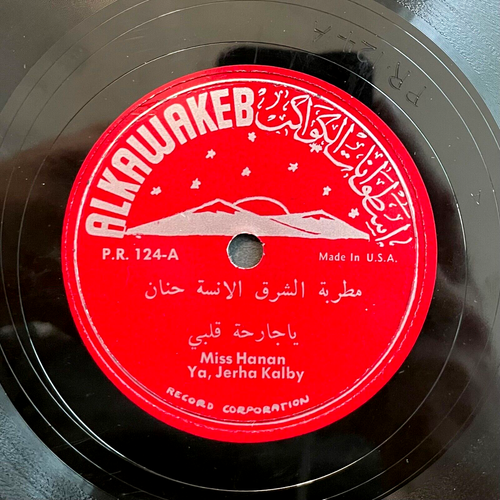 ALKAWAKEB
اسطوانات الكواكب
P.R. 124-A
Made In U.S.A.
مطربة الشرق الانسة حنان
ياجارحة قلبي
Miss Hanan
Ya, Jerha Kalby
RECORD CORPORATION